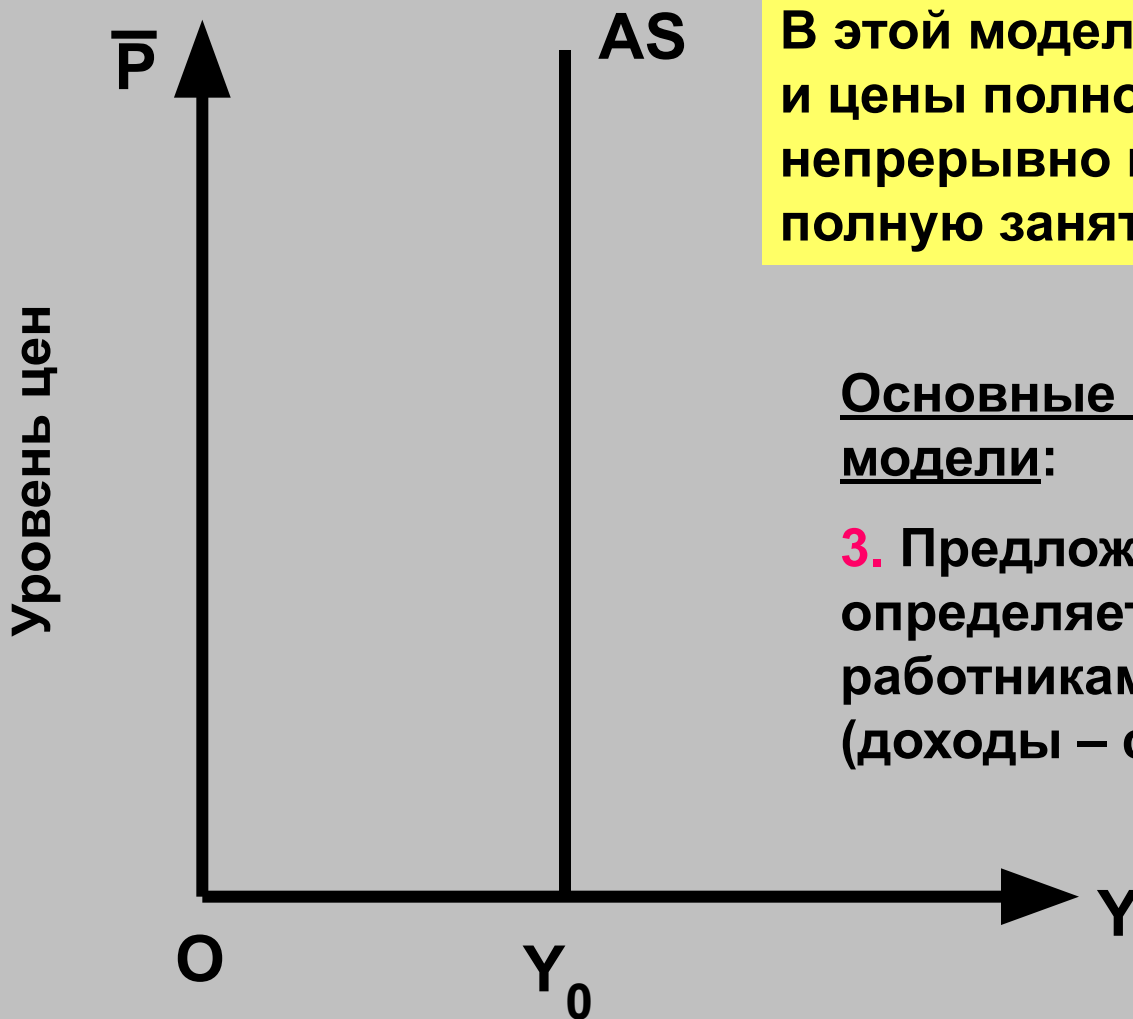 P̅
AS
В этой модел
и цены полно
непрерывно
полную занят
Уровень цен
Основные
модели:
3. Предлож
определяет
работникам
(доходы –
Y
O
Y₀